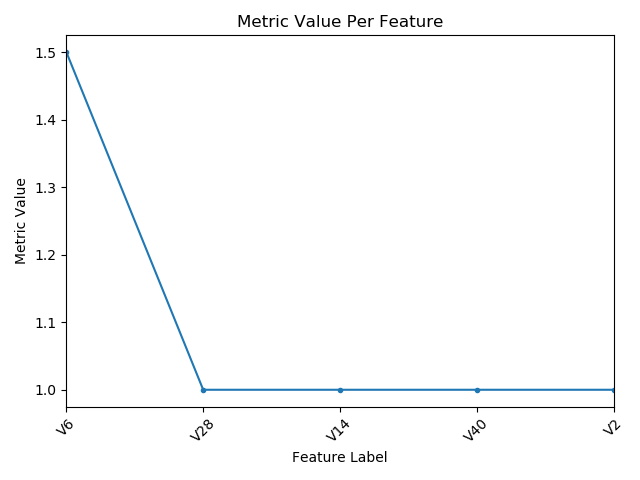 Metric Value Per Feature
Metric Value
1.5
1.4
1.3
1.2
1.1
1.0
V6
V28
V14
V40
V2
Feature Label